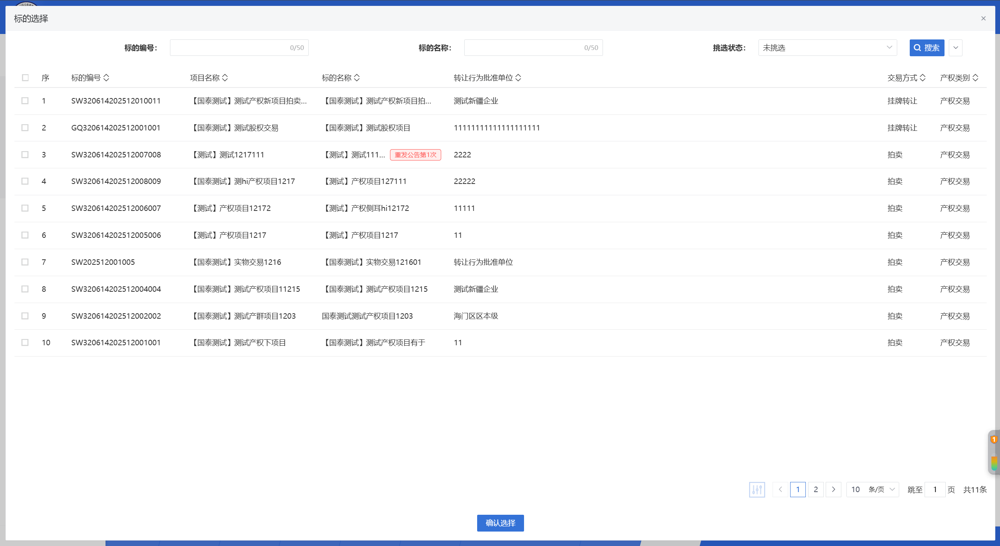 标的选择
标的编号： 0/50 标的名称： 0/50 挑选状态： 未挑选 搜索
序 标的编号 项目名称 标的名称 转让行为批准单位 交易方式 产权类别
1 SW320614202512010011 【国泰测试】测试产权新项目拍卖... 【国泰测试】测试产权新项目拍... 测试新疆企业 挂牌转让 产权交易
2 GQ320614202512001001 【国泰测试】测试股权交易 【国泰测试】测试股权项目 11111111111111111111 挂牌转让 产权交易
3 SW320614202512007008 【测试】测试1217111 【测试】测试111... 重发公告第1次 2222 拍卖 产权交易
4 SW320614202512008009 【国泰测试】测hi产权项目1217 【测试】产权项目127111 22222 拍卖 产权交易
5 SW320614202512006007 【测试】产权项目12172 【测试】产权侧耳hi12172 11111 拍卖 产权交易
6 SW320614202512005006 【测试】产权项目1217 【测试】产权项目1217 11 拍卖 产权交易
7 SW202512001005 【国泰测试】实物交易1216 【国泰测试】实物交易121601 转让行为批准单位 拍卖 产权交易
8 SW320614202512004004 【国泰测试】测试产权项目11215 【国泰测试】测试产权项目1215 测试新疆企业 拍卖 产权交易
9 SW320614202512002002 【国泰测试】测试产群项目1203 国泰测试测试产权项目1203 海门区区本级 拍卖 产权交易
10 SW320614202512001001 【国泰测试】测试产权下项目 【国泰测试】测试产权项目有于 11 拍卖 产权交易
1
1 2 10 条/页 跳至 1 页 共11条
确认选择